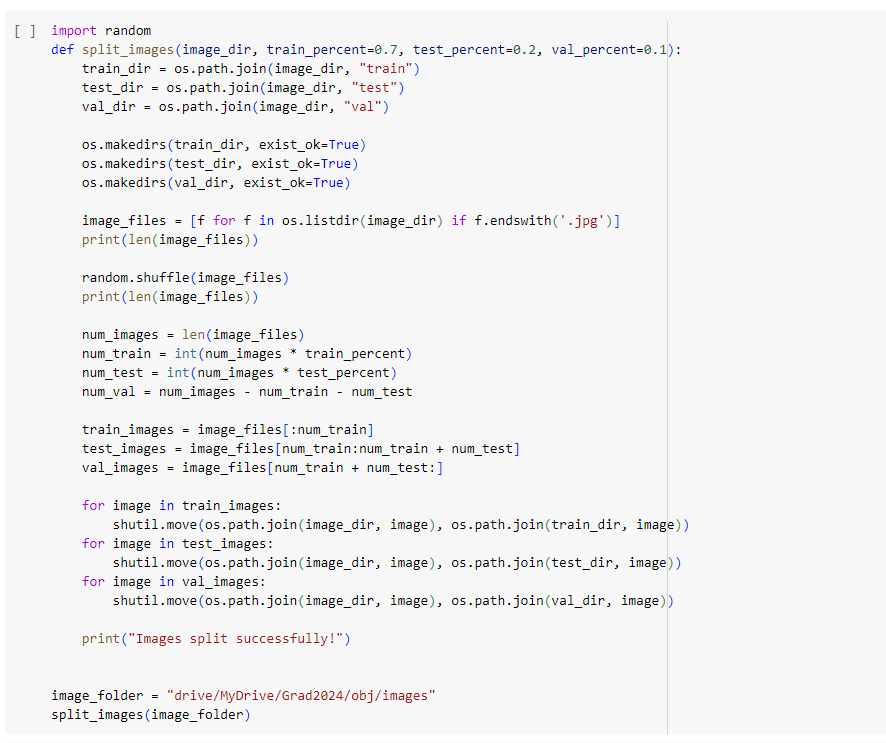 [ ] import random
def split_images(image_dir, train_percent=0.7, test_percent=0.2, val_percent=0.1):
    train_dir = os.path.join(image_dir, "train")
    test_dir = os.path.join(image_dir, "test")
    val_dir = os.path.join(image_dir, "val")

    os.makedirs(train_dir, exist_ok=True)
    os.makedirs(test_dir, exist_ok=True)
    os.makedirs(val_dir, exist_ok=True)

    image_files = [f for f in os.listdir(image_dir) if f.endswith('.jpg')]
    print(len(image_files))

    random.shuffle(image_files)
    print(len(image_files))

    num_images = len(image_files)
    num_train = int(num_images * train_percent)
    num_test = int(num_images * test_percent)
    num_val = num_images - num_train - num_test

    train_images = image_files[:num_train]
    test_images = image_files[num_train:num_train + num_test]
    val_images = image_files[num_train + num_test:]

    for image in train_images:
        shutil.move(os.path.join(image_dir, image), os.path.join(train_dir, image))
    for image in test_images:
        shutil.move(os.path.join(image_dir, image), os.path.join(test_dir, image))
    for image in val_images:
        shutil.move(os.path.join(image_dir, image), os.path.join(val_dir, image))

    print("Images split successfully!")


image_folder = "drive/MyDrive/Grad2024/obj/images"
split_images(image_folder)